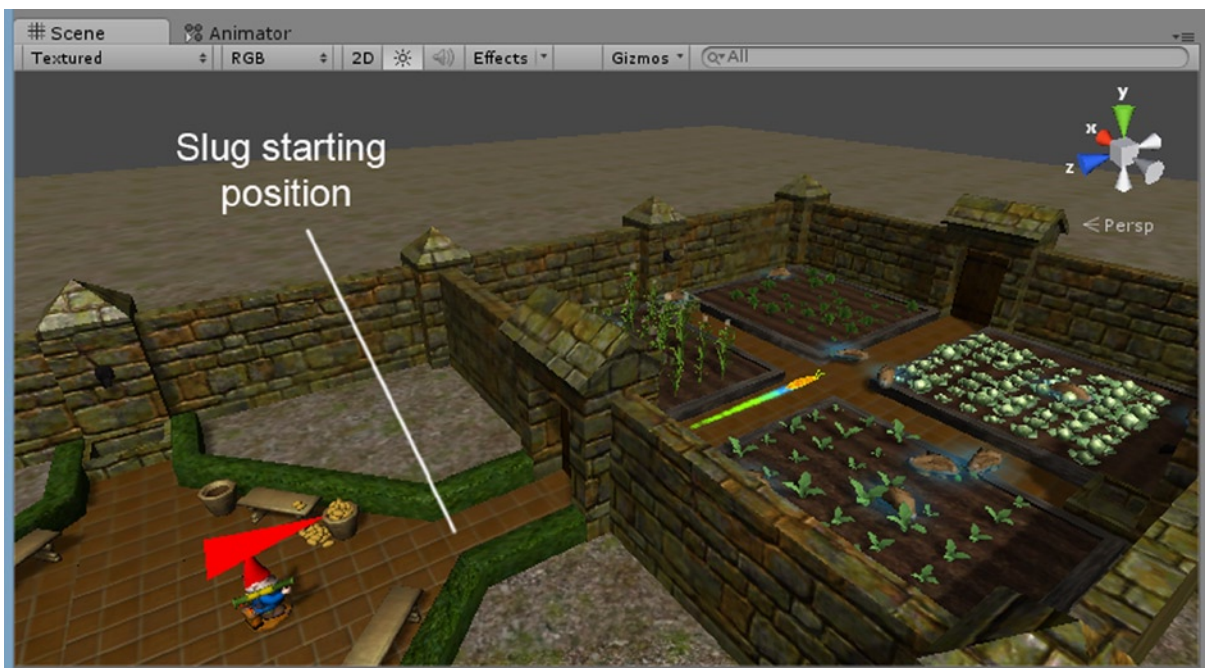 Scene
Animator
Textured RGB 2D Effects Gizmos All
Slug starting
position
y
x
z
Persp